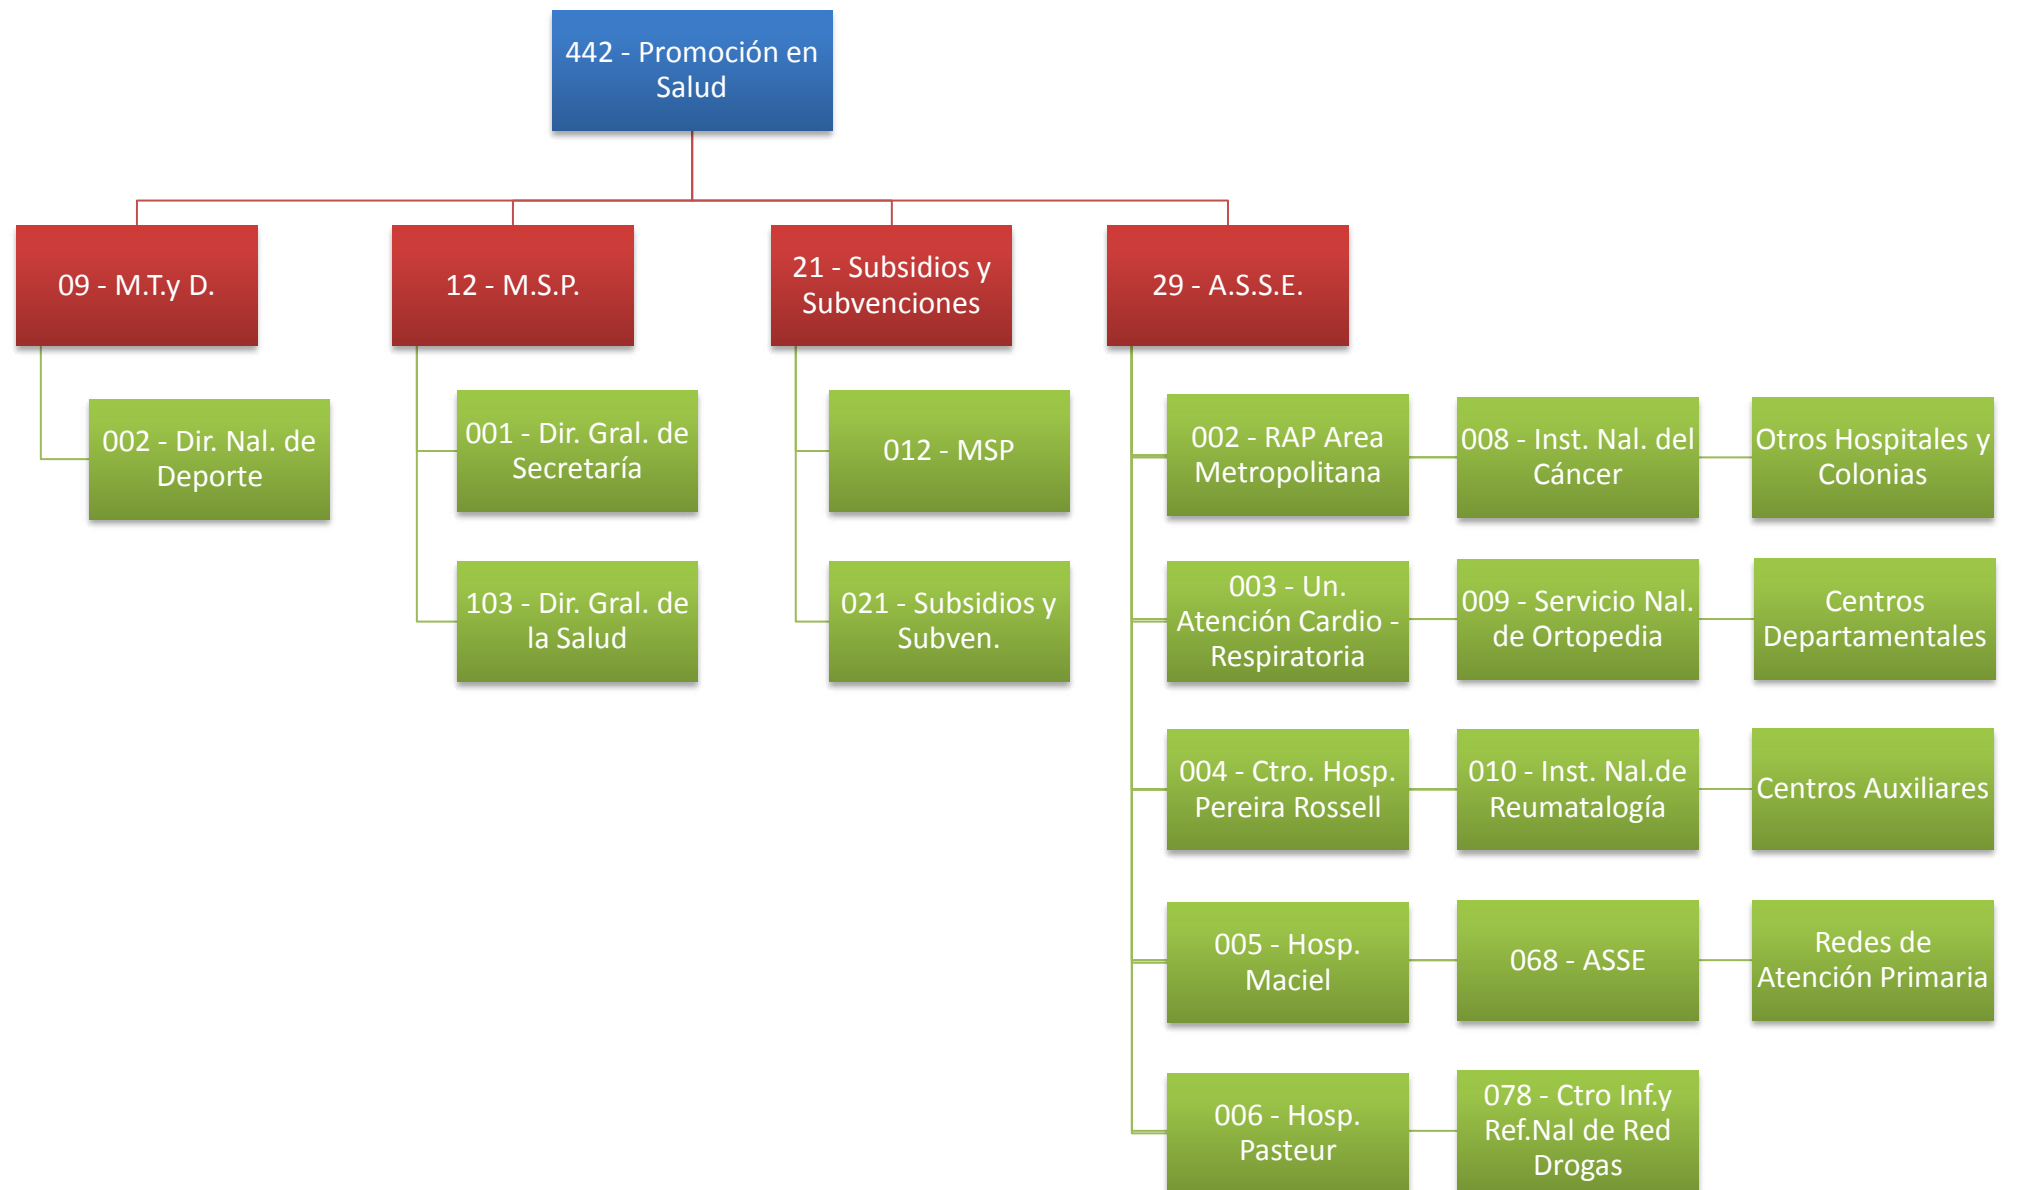 442 - Promoción en
Salud
09 - M.T.y D.
12 - M.S.P.
21 - Subsidios y
Subvenciones
29 - A.S.S.E.
002 - Dir. Nal. de
Deporte
001 - Dir. Gral. de
Secretaría
103 - Dir. Gral. de
la Salud
012 - MSP
021 - Subsidios y
Subven.
002 - RAP Area
Metropolitana
008 - Inst. Nal. del
Cáncer
Otros Hospitales y
Colonias
003 - Un.
Atención Cardio -
Respiratoria
009 - Servicio Nal.
de Ortopedia
Centros
Departamentales
004 - Ctro. Hosp.
Pereira Rossell
010 - Inst. Nal.de
Reumatalogía
Centros Auxiliares
005 - Hosp.
Maciel
068 - ASSE
Redes de
Atención Primaria
006 - Hosp.
Pasteur
078 - Ctro Inf.y
Ref.Nal de Red
Drogas